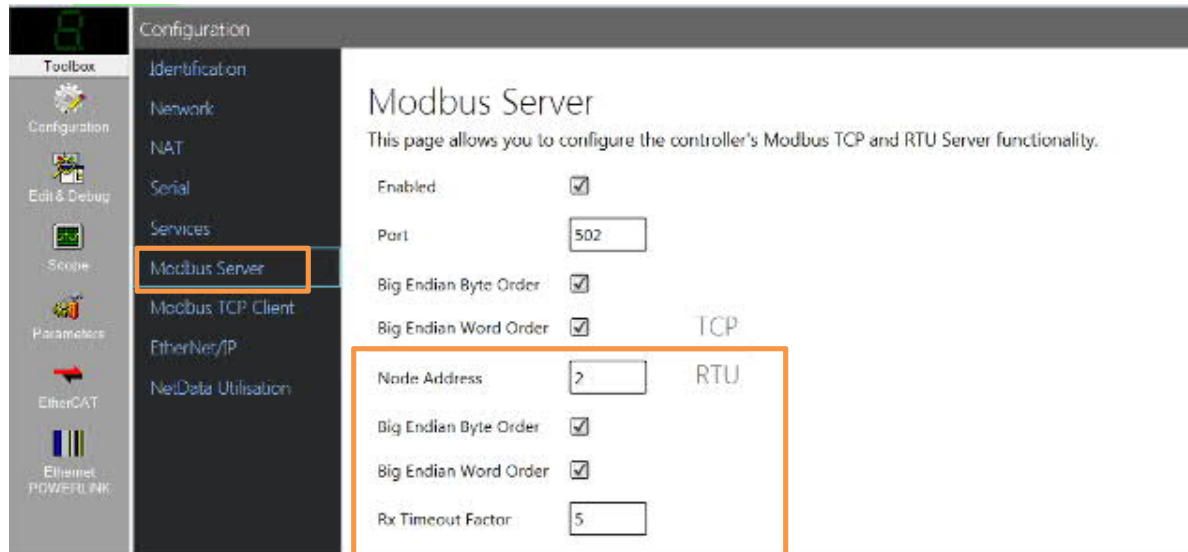 Configuration
Toolbox
Configuration
Edit & Debug
Scope
Parameters
EtherCAT
Ethernet
POWERLINK
Identification
Network
NAT
Serial
Services
Modbus Server
Modbus TCP Client
EtherNet/IP
NetData Utilisation
Modbus Server
This page allows you to configure the controller's Modbus TCP and RTU Server functionality.
Enabled
Port 502
Big Endian Byte Order
Big Endian Word Order TCP
Node Address 2 RTU
Big Endian Byte Order
Big Endian Word Order
Rx Timeout Factor 5